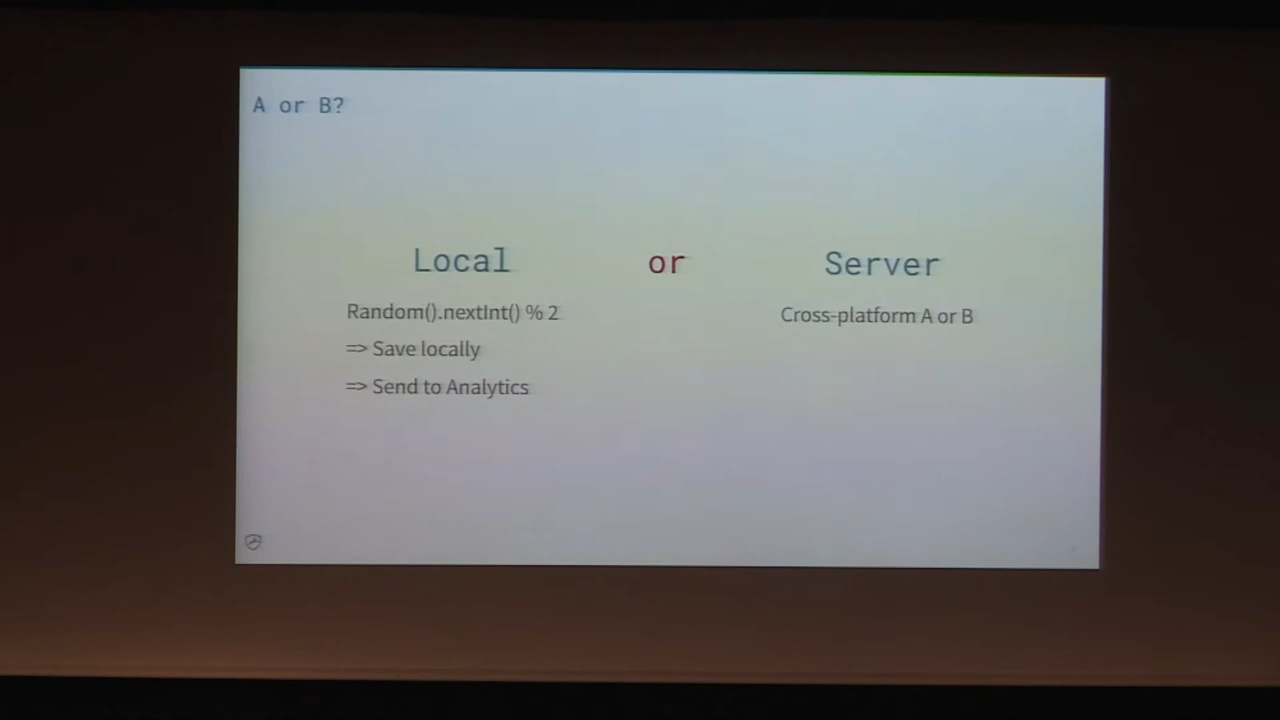 A or B?
Local or Server
Random().nextInt() % 2
=> Save locally
=> Send to Analytics
Cross-platform A or B